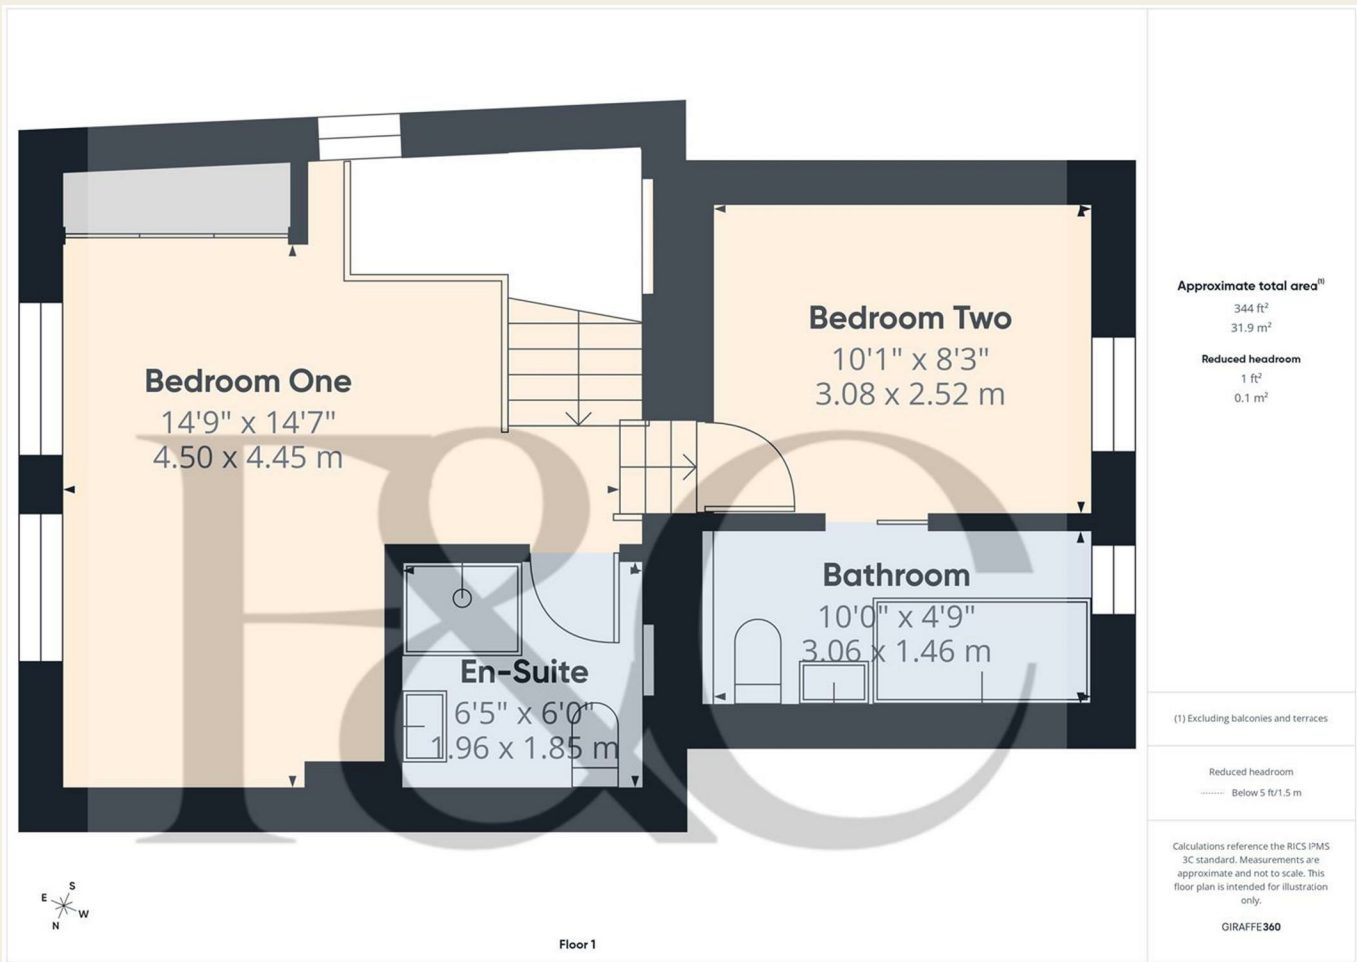 Bedroom One
14'9" x 14'7"
4.50 x 4.45 m
Bedroom Two
10'1" x 8'3"
3.08 x 2.52 m
En-Suite
6'5" x 6'0"
1.96 x 1.85 m
Bathroom
10'0" x 4'9"
3.06 x 1.46 m
F&C
S
E
W
N
Floor 1
Approximate total area(1)
344 ft²
31.9 m²
Reduced headroom
1 ft²
0.1 m²
(1) Excluding balconies and terraces
Reduced headroom
Below 5 ft/1.5 m
Calculations reference the RICS IPMS
3C standard. Measurements are
approximate and not to scale. This
floor plan is intended for illustration
only.
GIRAFFE360